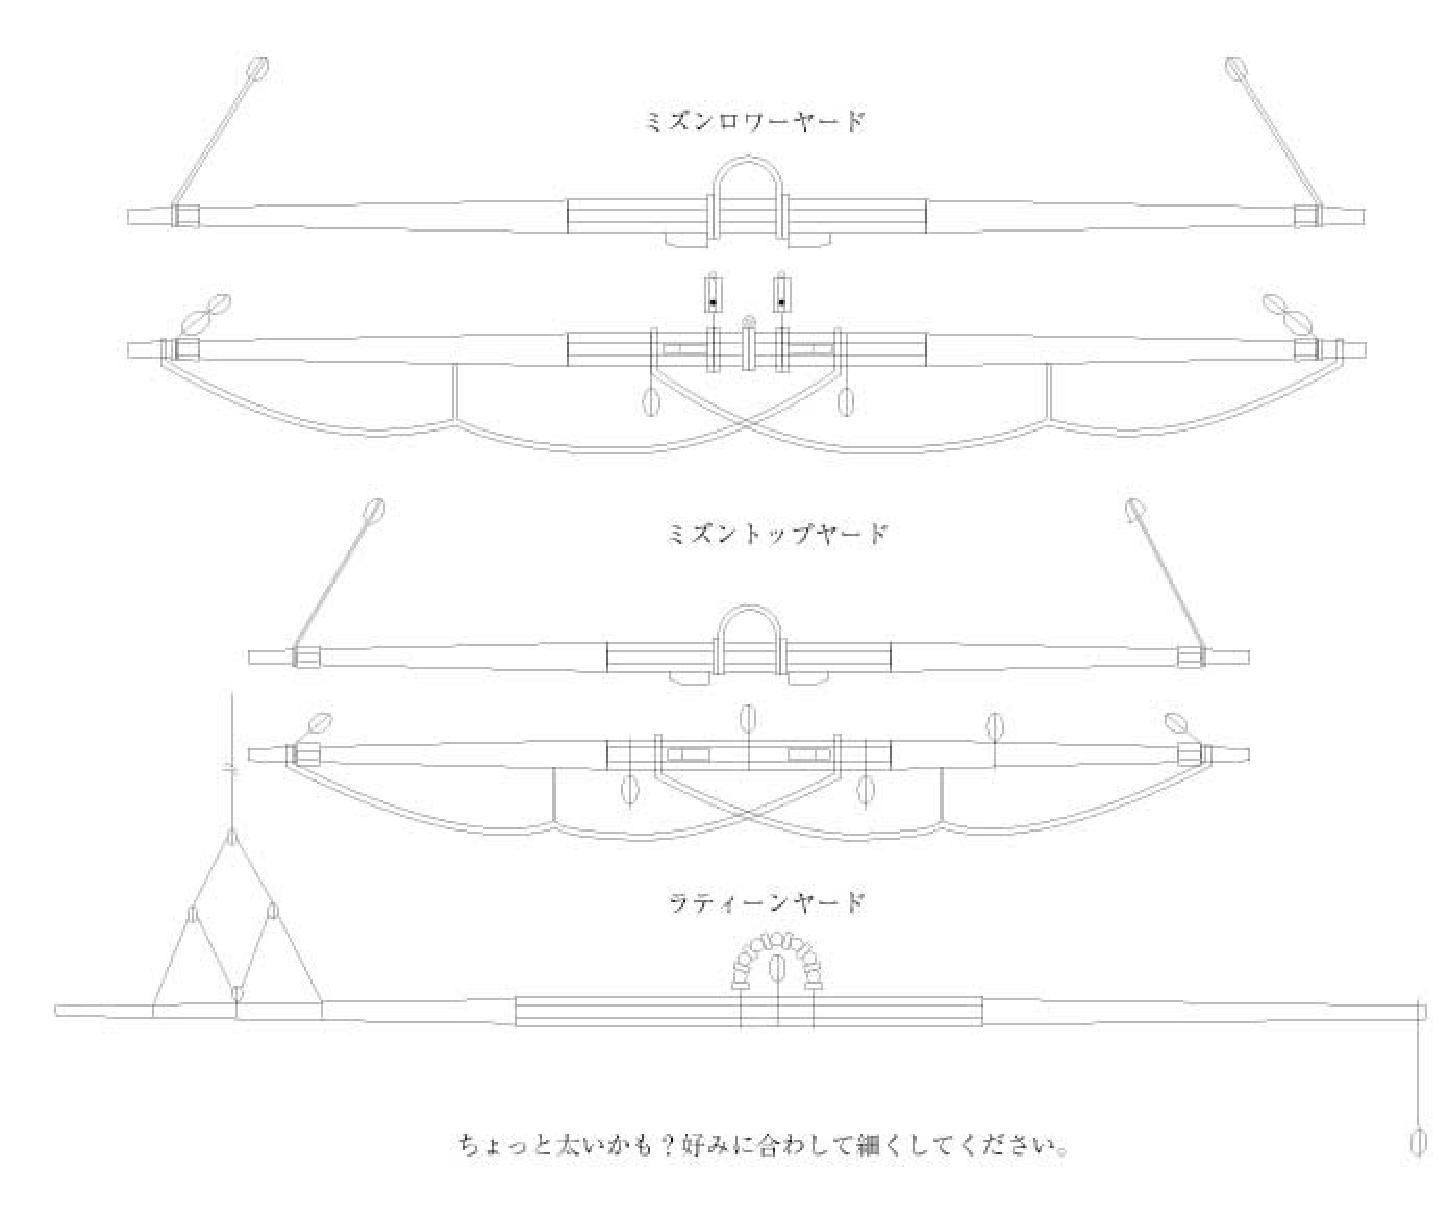 ミズンロワーヤード
ミズントップヤード
ラティーンヤード
ちょっと太いかも？好みに合わして細くしてください。